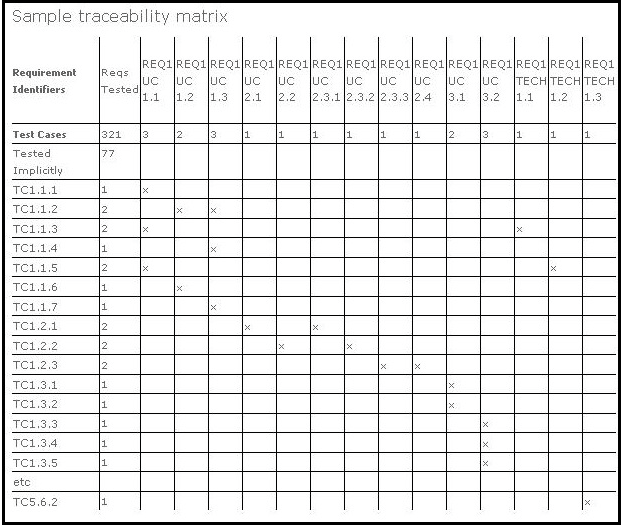 Sample traceability matrix
Requirement Identifiers Reqs Tested REQ1 UC 1.1 REQ1 UC 1.2 REQ1 UC 1.3 REQ1 UC 2.1 REQ1 UC 2.2 REQ1 UC 2.3.1 REQ1 UC 2.3.2 REQ1 UC 2.3.3 REQ1 UC 2.4 REQ1 UC 3.1 REQ1 UC 3.2 REQ1 TECH 1.1 REQ1 TECH 1.2 REQ1 TECH 1.3
Test Cases 321 3 2 3 1 1 1 1 1 1 2 3 1 1 1
Tested Implicitly 77
TC1.1.1 1 x
TC1.1.2 2 x x
TC1.1.3 2 x x
TC1.1.4 1 x
TC1.1.5 2 x x
TC1.1.6 1 x
TC1.1.7 1 x
TC1.2.1 2 x x
TC1.2.2 2 x x
TC1.2.3 2 x x
TC1.3.1 1 x
TC1.3.2 1 x
TC1.3.3 1 x
TC1.3.4 1 x
TC1.3.5 1 x
etc
TC5.6.2 1 x